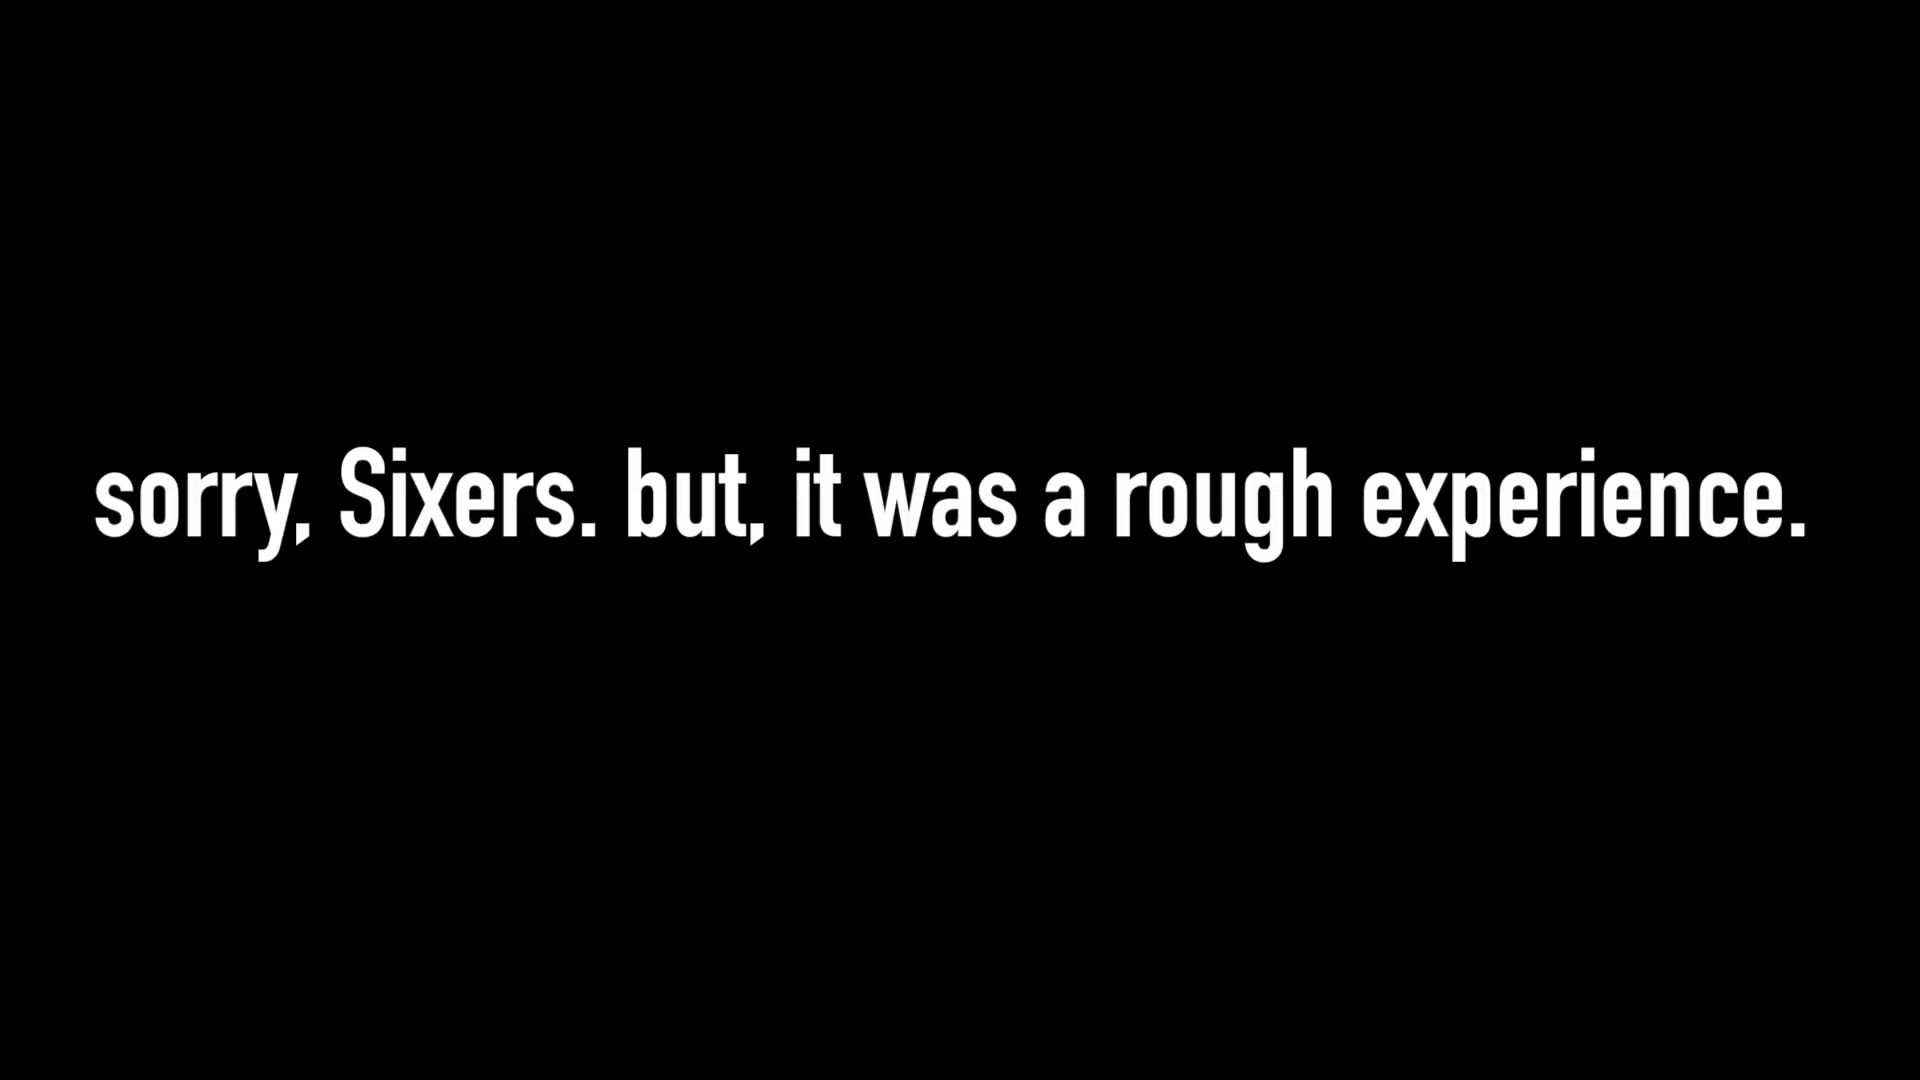 sorry, Sixers. but, it was a rough experience.